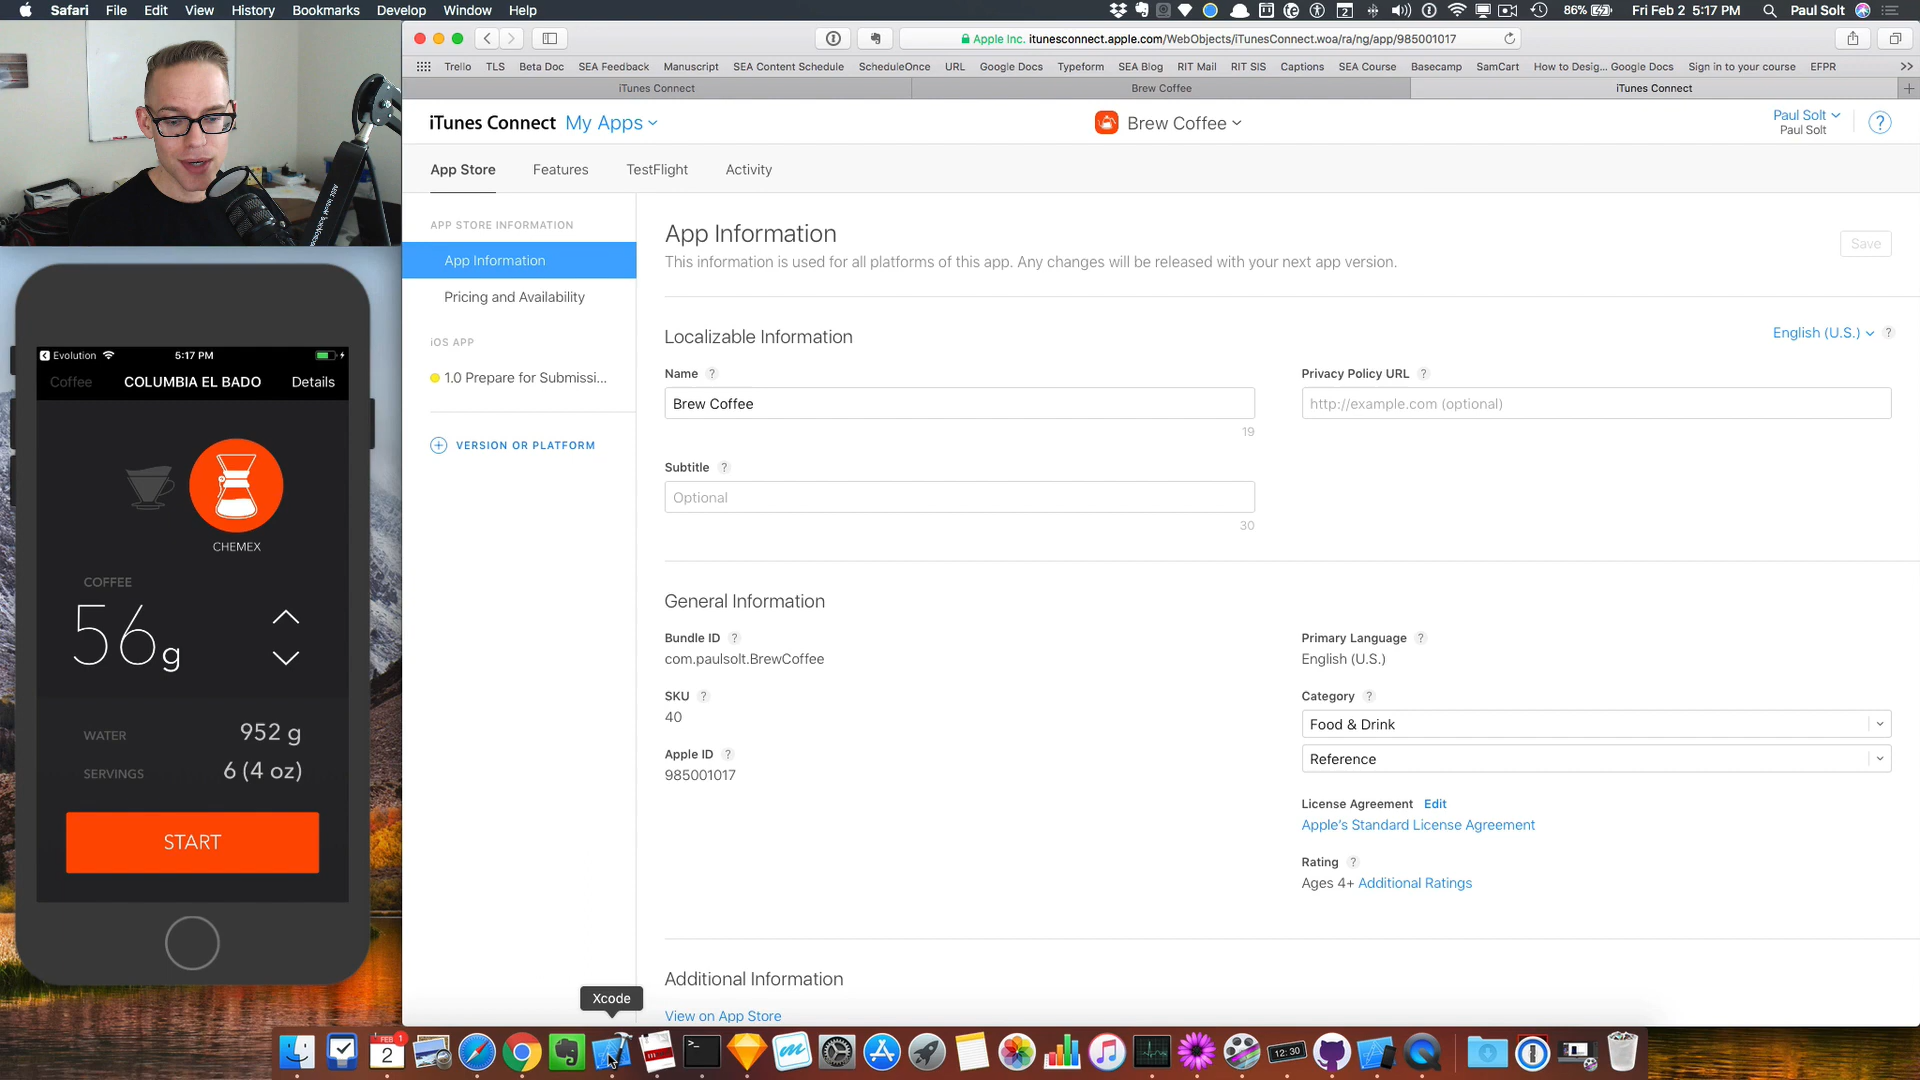 Safari File Edit View History Bookmarks Develop Window Help
86% Fri Feb 2 5:17 PM Paul Solt
Apple Inc. itunesconnect.apple.com/WebObjects/iTunesConnect.woa/ra/ng/app/985001017
Trello TLS Beta Doc SEA Feedback Manuscript SEA Content Schedule ScheduleOnce URL Google Docs Typeform SEA Blog RIT Mail RIT SIS Captions SEA Course Basecamp SamCart How to Desig... Google Docs Sign in to your course EFPR
iTunes Connect Brew Coffee iTunes Connect
iTunes Connect My Apps
Brew Coffee
Paul Solt
Paul Solt
?
App Store Features TestFlight Activity
APP STORE INFORMATION
App Information
Pricing and Availability
iOS APP
1.0 Prepare for Submissi...
VERSION OR PLATFORM
App Information
Save
This information is used for all platforms of this app. Any changes will be released with your next app version.
Localizable Information
English (U.S.) ?
Name ?
Brew Coffee
19
Privacy Policy URL ?
http://example.com (optional)
Subtitle ?
Optional
30
General Information
Bundle ID ?
com.paulsolt.BrewCoffee
SKU ?
40
Apple ID ?
985001017
Primary Language ?
English (U.S.)
Category ?
Food & Drink
Reference
License Agreement Edit
Apple's Standard License Agreement
Rating ?
Ages 4+ Additional Ratings
Additional Information
View on App Store
Evolution 5:17 PM
Coffee COLUMBIA EL BADO Details
CHEMEX
COFFEE
56g
WATER 952 g
SERVINGS 6 (4 oz)
START
Xcode
FEB
2
1
12:30